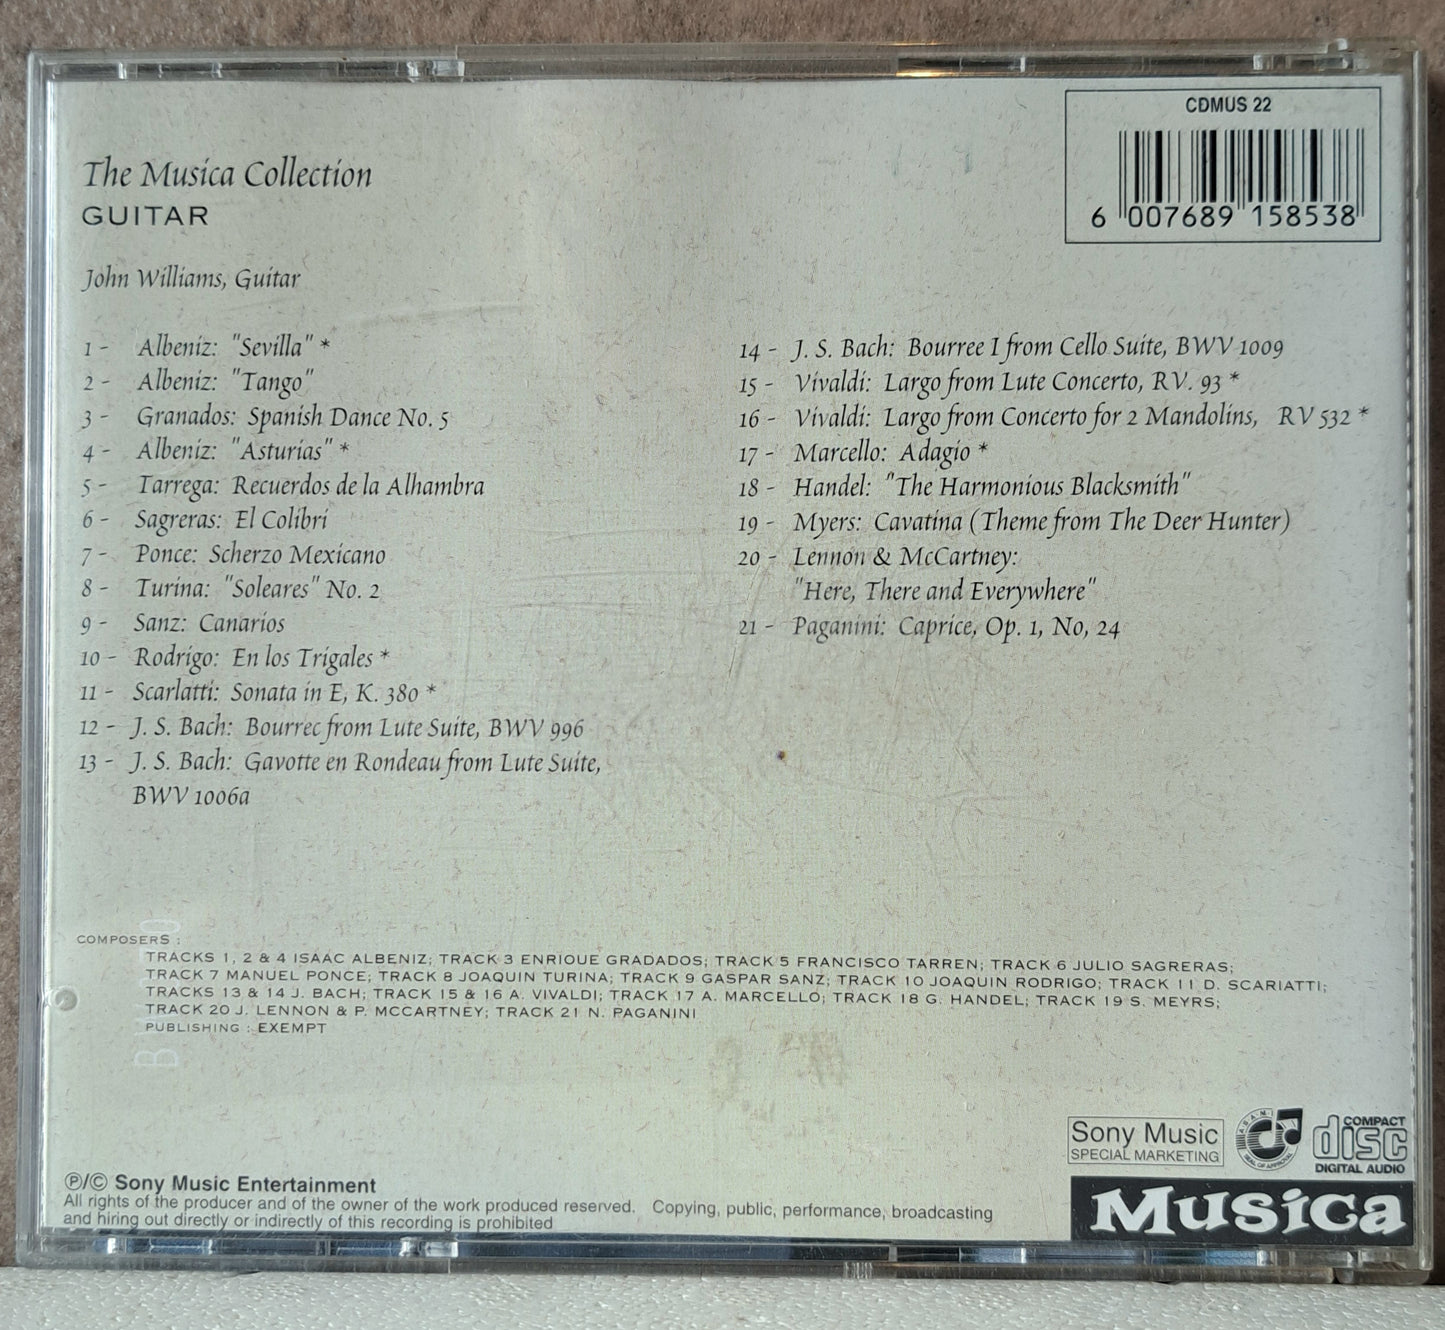 CDMUS 22
6 007689 158538
The Musica Collection
GUITAR
John Williams, Guitar
1 - Albeniz: "Sevilla" *
2 - Albeniz: "Tango"
3 - Granados: Spanish Dance No. 5
4 - Albeniz: "Asturias" *
5 - Tarrega: Recuerdos de la Alhambra
6 - Sagreras: El Colibri
7 - Ponce: Scherzo Mexicano
8 - Turina: "Soleares" No. 2
9 - Sanz: Canarios
10 - Rodrigo: En los Trigales *
11 - Scarlatti: Sonata in E, K. 380 *
12 - J. S. Bach: Bourrec from Lute Suite, BWV 996
13 - J. S. Bach: Gavotte en Rondeau from Lute Suite,
BWV 1006a
14 - J. S. Bach: Bourree I from Cello Suite, BWV 1009
15 - Vivaldi: Largo from Lute Concerto, RV. 93 *
16 - Vivaldi: Largo from Concerto for 2 Mandolins, RV 532 *
17 - Marcello: Adagio *
18 - Handel: "The Harmonious Blacksmith"
19 - Myers: Cavatina (Theme from The Deer Hunter)
20 - Lennon & McCartney:
"Here, There and Everywhere"
21 - Paganini: Caprice, Op. 1, No, 24
COMPOSERS :
TRACKS 1, 2 & 4 ISAAC ALBENIZ; TRACK 3 ENRIOUE GRADADOS; TRACK 5 FRANCISCO TARREN; TRACK 6 JULIO SAGRERAS;
TRACK 7 MANUEL PONCE; TRACK 8 JOAQUIN TURINA; TRACK 9 GASPAR SANZ; TRACK 10 JOAQUIN RODRIGO; TRACK 11 D. SCARIATTI;
TRACKS 13 & 14 J. BACH; TRACK 15 & 16 A. VIVALDI; TRACK 17 A. MARCELLO; TRACK 18 G. HANDEL; TRACK 19 S. MEYRS;
TRACK 20 J. LENNON & P. MCCARTNEY; TRACK 21 N. PAGANINI
PUBLISHING : EXEMPT
Sony Music
SPECIAL MARKETING
A.S.A.M.I
SEAL OF APPROVAL
COMPACT
disc
DIGITAL AUDIO
℗/© Sony Music Entertainment
All rights of the producer and of the owner of the work produced reserved. Copying, public, performance, broadcasting
and hiring out directly or indirectly of this recording is prohibited
Musica